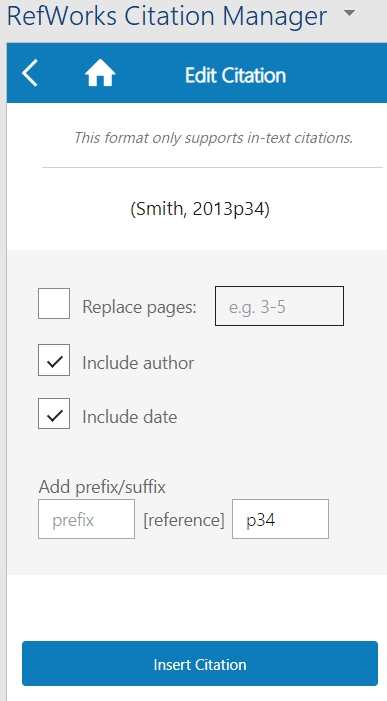 RefWorks Citation Manager
Edit Citation
This format only supports in-text citations.
(Smith, 2013p34)
Replace pages: e.g. 3-5
Include author
Include date
Add prefix/suffix
prefix [reference] p34
Insert Citation